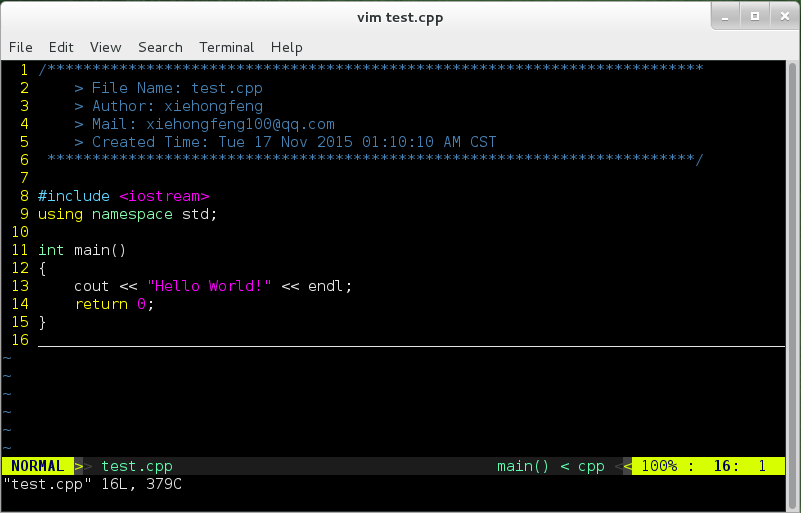 vim test.cpp
File Edit View Search Terminal Help
1 /*************************************************************************
2     > File Name: test.cpp
3     > Author: xiehongfeng
4     > Mail: xiehongfeng100@qq.com
5     > Created Time: Tue 17 Nov 2015 01:10:10 AM CST
6  ************************************************************************/
7
8 #include <iostream>
9 using namespace std;
10
11 int main()
12 {
13     cout << "Hello World!" << endl;
14     return 0;
15 }
16
~
~
~
~
~
~
NORMAL >> test.cpp main() < cpp << 100% : 16: 1
"test.cpp" 16L, 379C